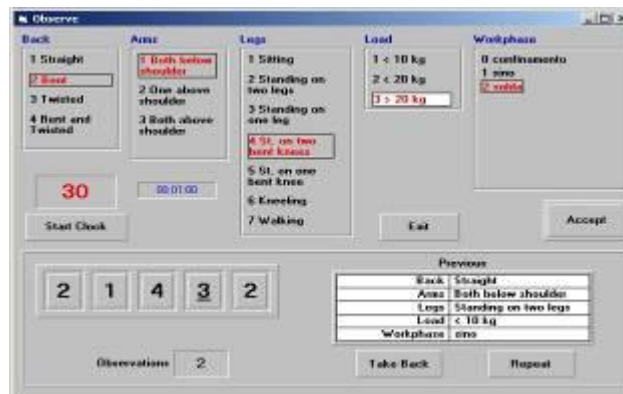 Observe
Back
1 Straight
2 Bent
3 Twisted
4 Bent and
Twisted
Arms
1 Both below
shoulder
2 One above
shoulder
3 Both above
shoulder
Legs
1 Sitting
2 Standing on
two legs
3 Standing on
one leg
4 St. on two
bent knees
5 St. on one
bent knee
6 Kneeling
7 Walking
Load
1 < 10 kg
2 < 20 kg
3 > 20 kg
Workphase
0 confinamento
1 sino
2 solda
30
00:01:00
Start Clock
Exit
Accept
2 1 4 3 2
Observations 2
Previous
Back Straight
Arms Both below shoulder
Legs Standing on two legs
Load < 10 kg
Workphase sino
Take Back
Repeat